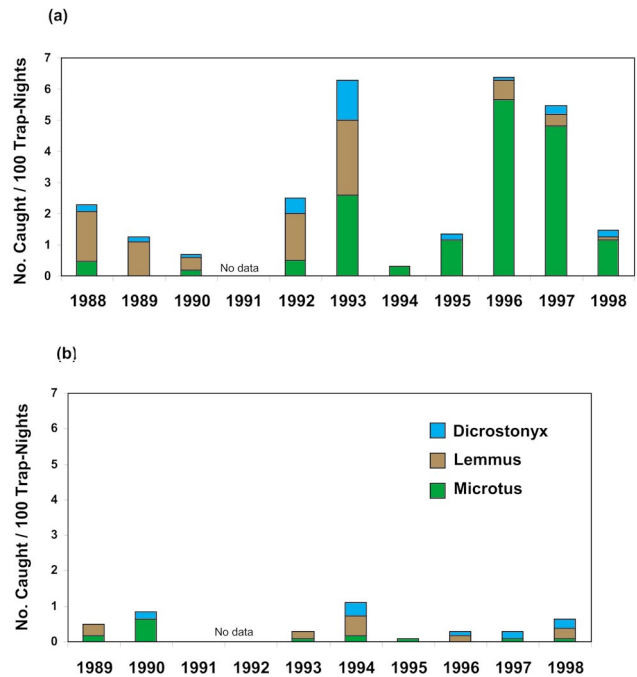 (a)
No. Caught / 100 Trap-Nights
7
6
5
4
3
2
1
0
No data
1988 1989 1990 1991 1992 1993 1994 1995 1996 1997 1998
(b)
No. Caught / 100 Trap-Nights
7
6
5
4
3
2
1
0
Dicrostonyx
Lemmus
Microtus
No data
1989 1990 1991 1992 1993 1994 1995 1996 1997 1998